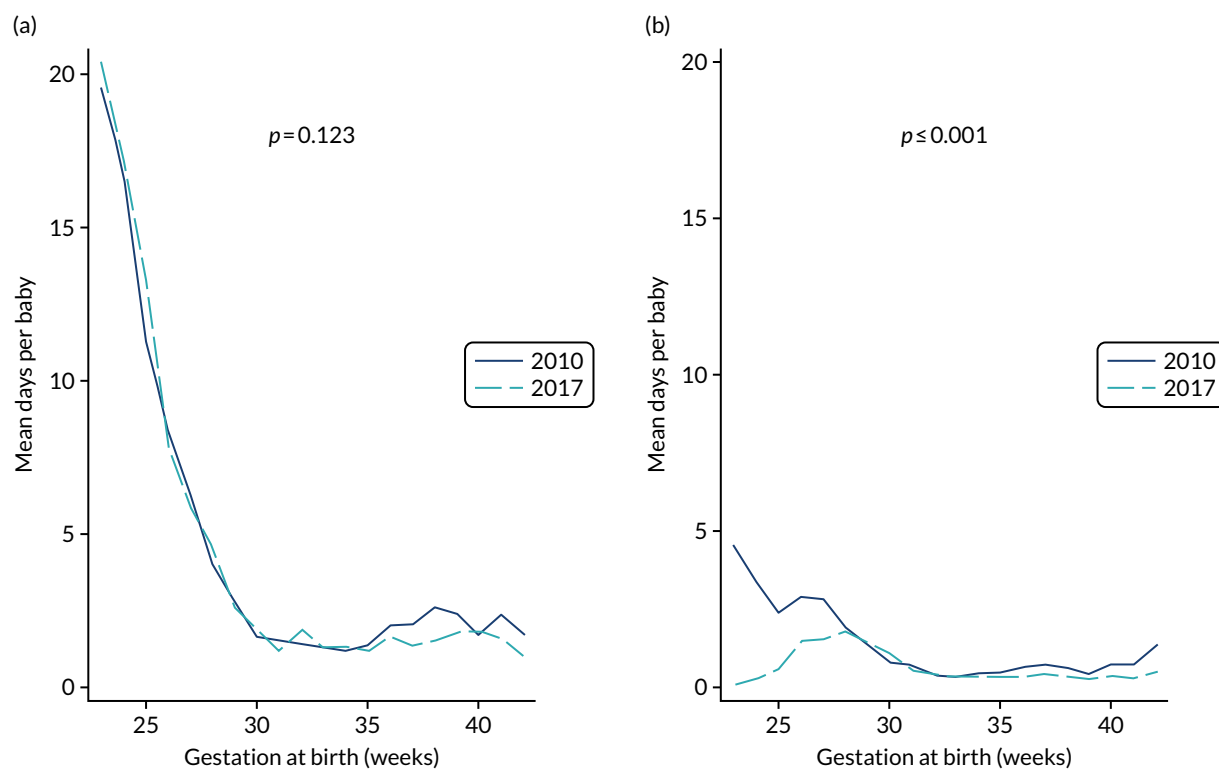 (a)
20
15
10
5
0
Mean days per baby
p=0.123
2010
2017
25 30 35 40
Gestation at birth (weeks)
(b)
20
15
10
5
0
Mean days per baby
p≤0.001
2010
2017
25 30 35 40
Gestation at birth (weeks)